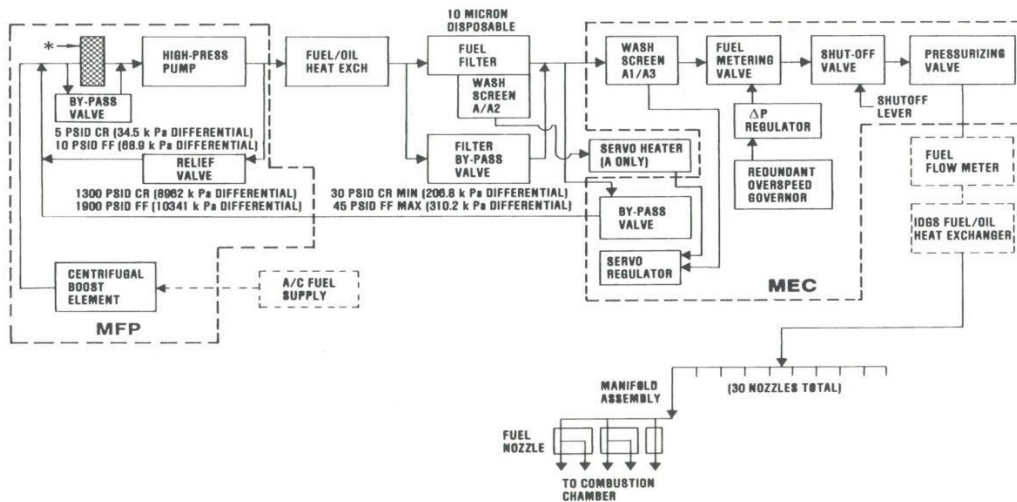 10 MICRON
DISPOSABLE
*
HIGH-PRESS
PUMP
FUEL/OIL
HEAT EXCH
FUEL
FILTER
WASH
SCREEN
A/A2
WASH
SCREEN
A1/A3
FUEL
METERING
VALVE
SHUT-OFF
VALVE
PRESSURIZING
VALVE
BY-PASS
VALVE
5 PSID CR (34.5 k PA DIFFERENTIAL)
10 PSID FF (68.9 k PA DIFFERENTIAL)
RELIEF
VALVE
1300 PSID CR (8962 k Pa DIFFERENTIAL)
1900 PSID FF (10341 k Pa DIFFERENTIAL)
FILTER
BY-PASS
VALVE
30 PSID CR MIN (206.8 k Pa DIFFERENTIAL)
45 PSID FF MAX (310.2 k Pa DIFFERENTIAL)
SERVO HEATER
(A ONLY)
ΔP
REGULATOR
SHUTOFF
LEVER
REDUNDANT
OVERSPEED
GOVERNOR
FUEL
FLOW METER
BY-PASS
VALVE
IDGS FUEL/OIL
HEAT EXCHANGER
SERVO
REGULATOR
MEC
CENTRIFUGAL
BOOST
ELEMENT
A/C FUEL
SUPPLY
MFP
MANIFOLD
ASSEMBLY
(30 NOZZLES TOTAL)
FUEL
NOZZLE
TO COMBUSTION
CHAMBER